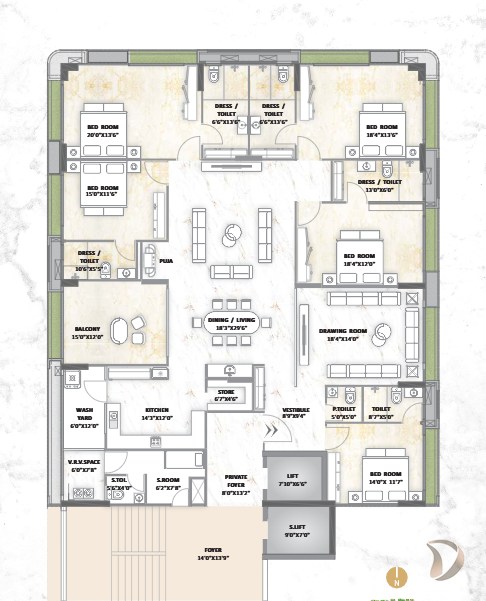 BED ROOM
20'0"X13'6"
DRESS /
TOILET
6'6"X13'6"
DRESS /
TOILET
6'6"X13'6"
BED ROOM
18'4"X13'6"
BED ROOM
15'0"X11'6"
DRESS / TOILET
13'0"X6'0"
DRESS /
TOILET
10'6"X5'5"
PUJA
BED ROOM
18'4"X12'0"
BALCONY
15'0"X12'0"
DINING / LIVING
18'3"X29'6"
DRAWING ROOM
18'4"X14'0"
STORE
6'7"X4'6"
WASH
YARD
6'0"X12'0"
KITCHEN
14'3"X12'0"
VESTIBULE
8'9"X9'4"
P.TOILET
5'0"X5'0"
TOILET
8'7"X5'0"
V.R.V.SPACE
6'0"X7'8"
S.TOI.
5'6"X4'0"
S.ROOM
6'2"X7'8"
PRIVATE
FOYER
8'0"X13'2"
LIFT
7'10"X6'6"
BED ROOM
14'0"X 11'7"
S.LIFT
9'0"X7'0"
FOYER
14'0"X13'9"
N